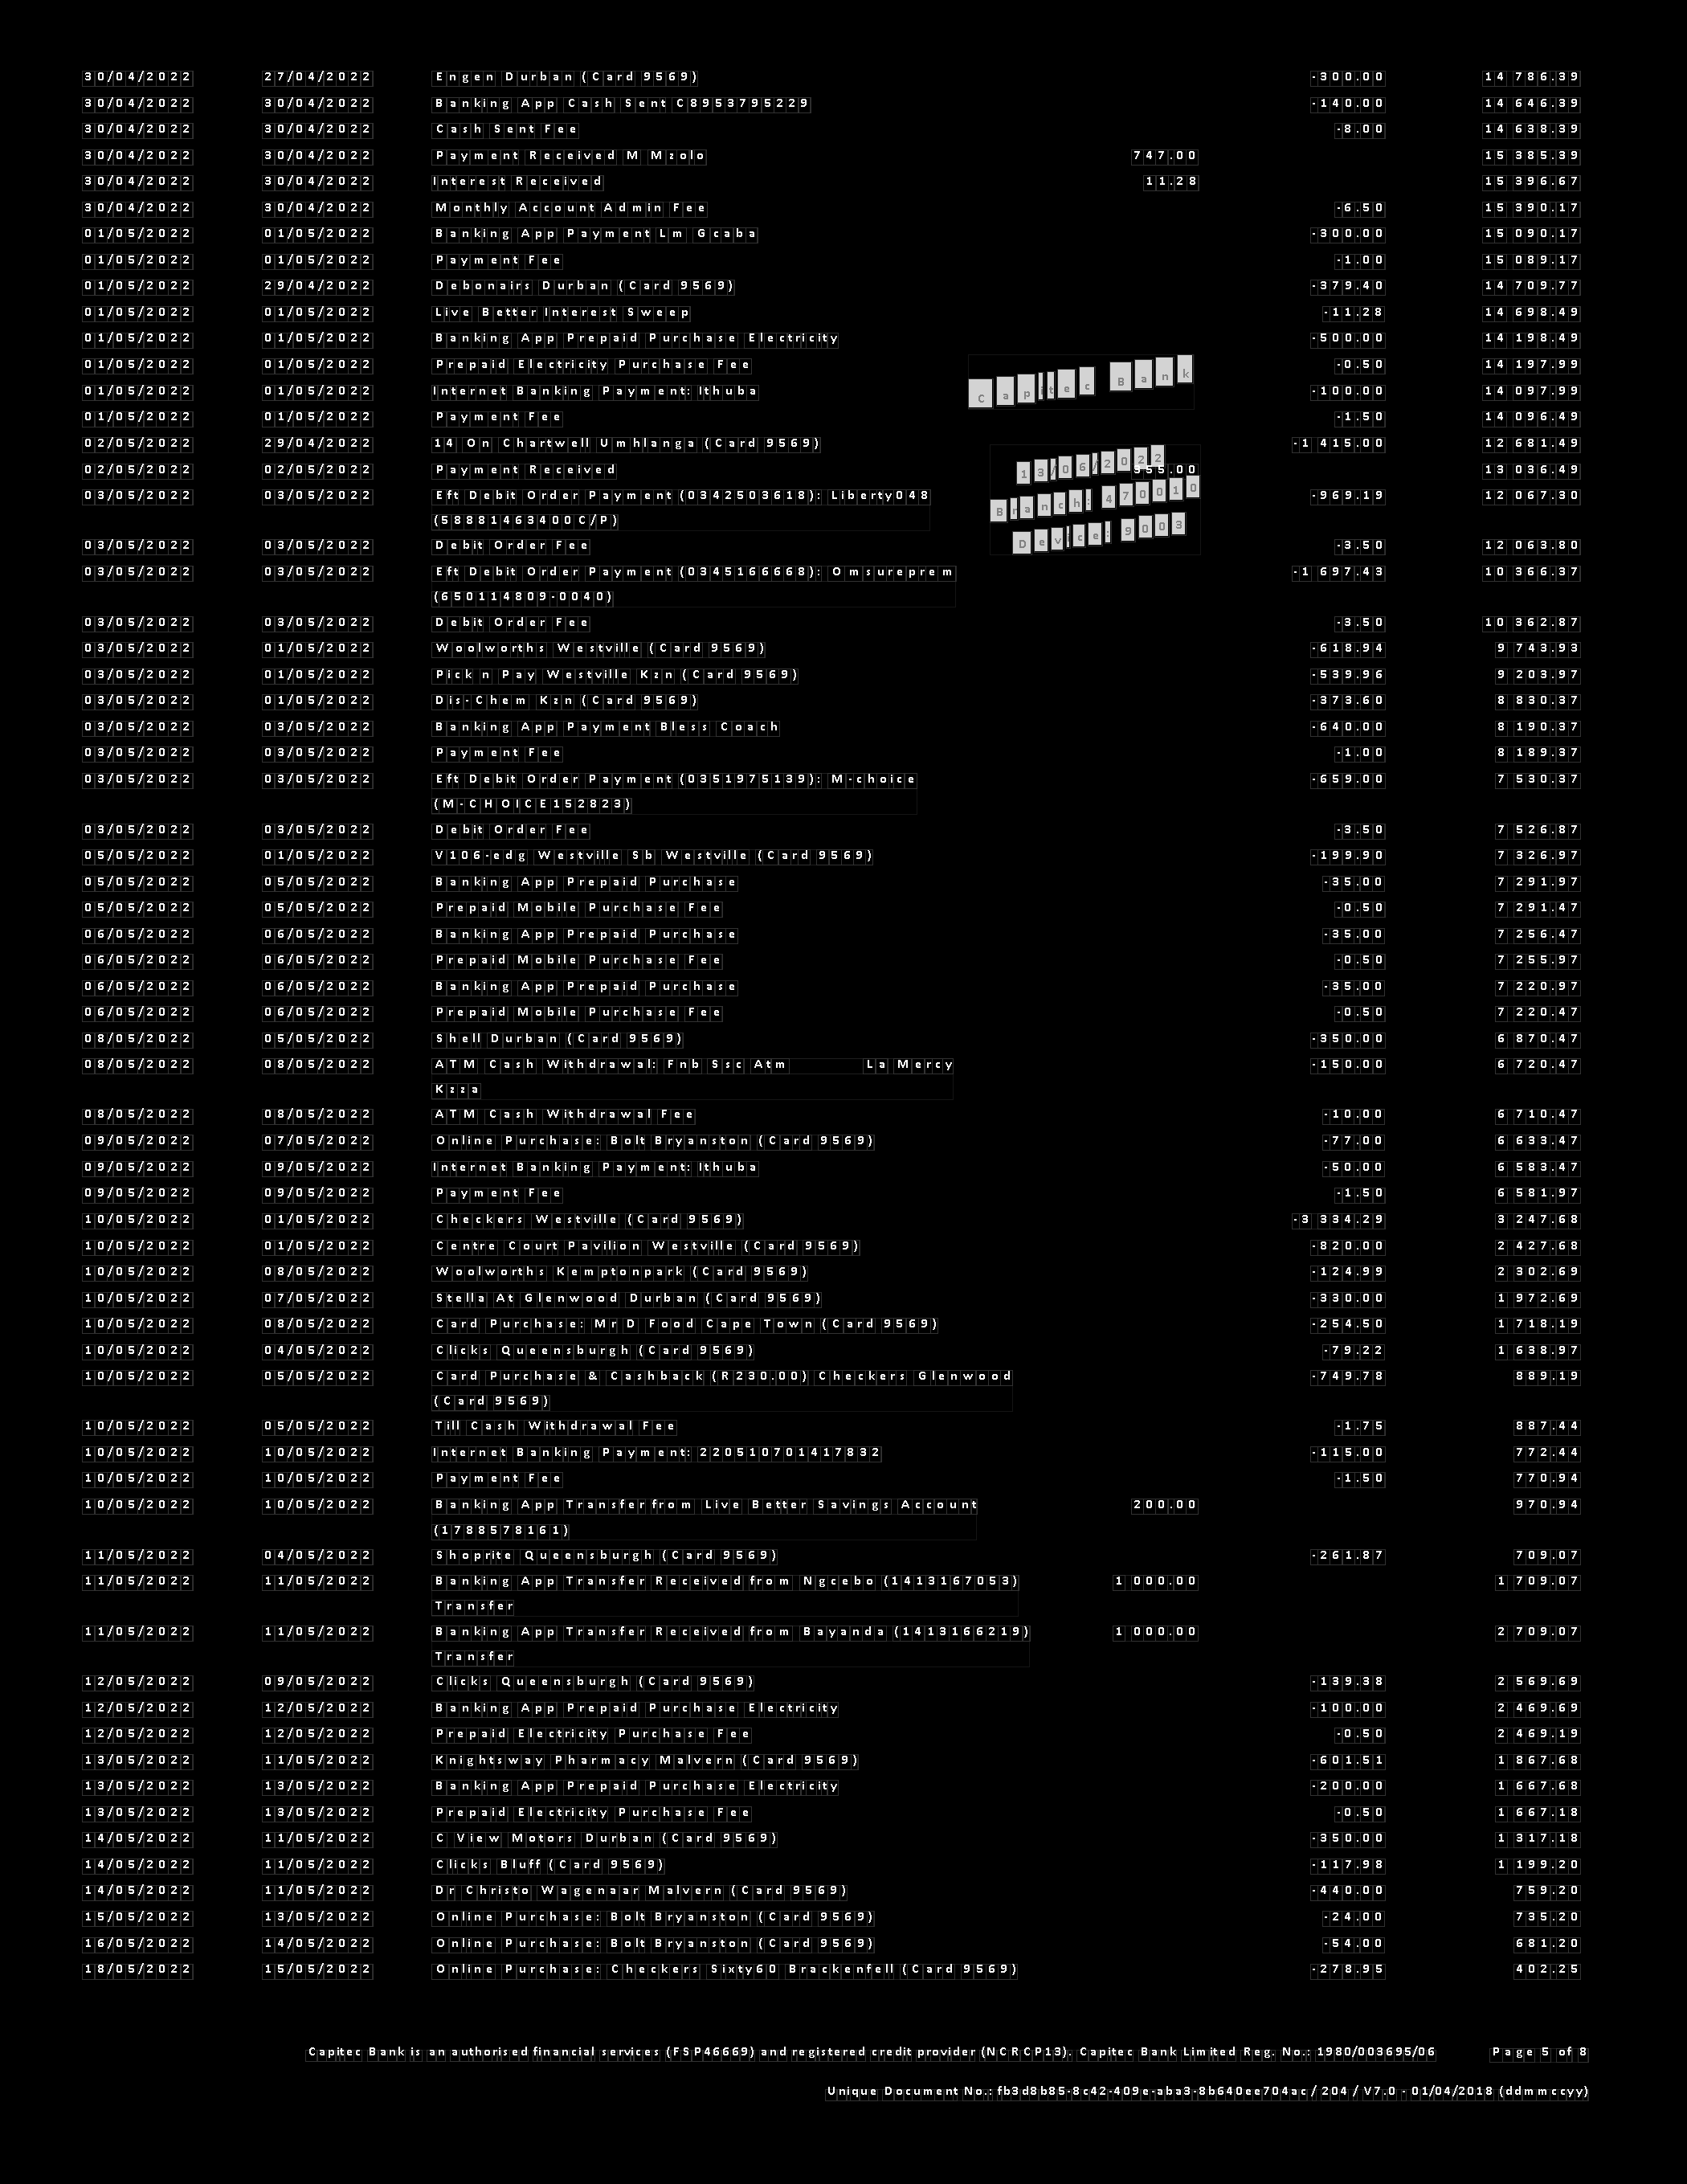 30/04/2022 27/04/2022 Engen Durban (Card 9569) -300.00 14 786.39
30/04/2022 30/04/2022 Banking App Cash Sent C8953795229 -140.00 14 646.39
30/04/2022 30/04/2022 Cash Sent Fee -8.00 14 638.39
30/04/2022 30/04/2022 Payment Received M Mzolo 747.00 15 385.39
30/04/2022 30/04/2022 Interest Received 11.28 15 396.67
30/04/2022 30/04/2022 Monthly Account Admin Fee -6.50 15 390.17
01/05/2022 01/05/2022 Banking App Payment Lm Gcaba -300.00 15 090.17
01/05/2022 01/05/2022 Payment Fee -1.00 15 089.17
01/05/2022 29/04/2022 Debonairs Durban (Card 9569) -379.40 14 709.77
01/05/2022 01/05/2022 Live Better Interest Sweep -11.28 14 698.49
01/05/2022 01/05/2022 Banking App Prepaid Purchase Electricity -500.00 14 198.49
01/05/2022 01/05/2022 Prepaid Electricity Purchase Fee -0.50 14 197.99
Capitec Bank
01/05/2022 01/05/2022 Internet Banking Payment: Ithuba -100.00 14 097.99
01/05/2022 01/05/2022 Payment Fee -1.50 14 096.49
02/05/2022 29/04/2022 14 On Chartwell Umhlanga (Card 9569) -1 415.00 12 681.49
13/06/2022
02/05/2022 02/05/2022 Payment Received 355.00 13 036.49
03/05/2022 03/05/2022 Eft Debit Order Payment (0342503618): Liberty048 -969.19 12 067.30
Branch: 470010
(58881463400C/P)
Device: 9003
03/05/2022 03/05/2022 Debit Order Fee -3.50 12 063.80
03/05/2022 03/05/2022 Eft Debit Order Payment (0345166668): Omsureprem -1 697.43 10 366.37
(650114809-0040)
03/05/2022 03/05/2022 Debit Order Fee -3.50 10 362.87
03/05/2022 01/05/2022 Woolworths Westville (Card 9569) -618.94 9 743.93
03/05/2022 01/05/2022 Pick n Pay Westville Kzn (Card 9569) -539.96 9 203.97
03/05/2022 01/05/2022 Dis-Chem Kzn (Card 9569) -373.60 8 830.37
03/05/2022 03/05/2022 Banking App Payment Bless Coach -640.00 8 190.37
03/05/2022 03/05/2022 Payment Fee -1.00 8 189.37
03/05/2022 03/05/2022 Eft Debit Order Payment (0351975139): M-choice -659.00 7 530.37
(M-CHOICE152823)
03/05/2022 03/05/2022 Debit Order Fee -3.50 7 526.87
05/05/2022 01/05/2022 V106-edg Westville Sb Westville (Card 9569) -199.90 7 326.97
05/05/2022 05/05/2022 Banking App Prepaid Purchase -35.00 7 291.97
05/05/2022 05/05/2022 Prepaid Mobile Purchase Fee -0.50 7 291.47
06/05/2022 06/05/2022 Banking App Prepaid Purchase -35.00 7 256.47
06/05/2022 06/05/2022 Prepaid Mobile Purchase Fee -0.50 7 255.97
06/05/2022 06/05/2022 Banking App Prepaid Purchase -35.00 7 220.97
06/05/2022 06/05/2022 Prepaid Mobile Purchase Fee -0.50 7 220.47
08/05/2022 05/05/2022 Shell Durban (Card 9569) -350.00 6 870.47
08/05/2022 08/05/2022 ATM Cash Withdrawal: Fnb Ssc Atm La Mercy -150.00 6 720.47
Kzza
08/05/2022 08/05/2022 ATM Cash Withdrawal Fee -10.00 6 710.47
09/05/2022 07/05/2022 Online Purchase: Bolt Bryanston (Card 9569) -77.00 6 633.47
09/05/2022 09/05/2022 Internet Banking Payment: Ithuba -50.00 6 583.47
09/05/2022 09/05/2022 Payment Fee -1.50 6 581.97
10/05/2022 01/05/2022 Checkers Westville (Card 9569) -3 334.29 3 247.68
10/05/2022 01/05/2022 Centre Court Pavilion Westville (Card 9569) -820.00 2 427.68
10/05/2022 08/05/2022 Woolworths Kemptonpark (Card 9569) -124.99 2 302.69
10/05/2022 07/05/2022 Stella At Glenwood Durban (Card 9569) -330.00 1 972.69
10/05/2022 08/05/2022 Card Purchase: Mr D Food Cape Town (Card 9569) -254.50 1 718.19
10/05/2022 04/05/2022 Clicks Queensburgh (Card 9569) -79.22 1 638.97
10/05/2022 05/05/2022 Card Purchase & Cashback (R230.00) Checkers Glenwood -749.78 889.19
(Card 9569)
10/05/2022 05/05/2022 Till Cash Withdrawal Fee -1.75 887.44
10/05/2022 10/05/2022 Internet Banking Payment: 220510701417832 -115.00 772.44
10/05/2022 10/05/2022 Payment Fee -1.50 770.94
10/05/2022 10/05/2022 Banking App Transfer from Live Better Savings Account 200.00 970.94
(1788578161)
11/05/2022 04/05/2022 Shoprite Queensburgh (Card 9569) -261.87 709.07
11/05/2022 11/05/2022 Banking App Transfer Received from Ngcebo (1413167053) 1 000.00 1 709.07
Transfer
11/05/2022 11/05/2022 Banking App Transfer Received from Bayanda (1413166219) 1 000.00 2 709.07
Transfer
12/05/2022 09/05/2022 Clicks Queensburgh (Card 9569) -139.38 2 569.69
12/05/2022 12/05/2022 Banking App Prepaid Purchase Electricity -100.00 2 469.69
12/05/2022 12/05/2022 Prepaid Electricity Purchase Fee -0.50 2 469.19
13/05/2022 11/05/2022 Knightsway Pharmacy Malvern (Card 9569) -601.51 1 867.68
13/05/2022 13/05/2022 Banking App Prepaid Purchase Electricity -200.00 1 667.68
13/05/2022 13/05/2022 Prepaid Electricity Purchase Fee -0.50 1 667.18
14/05/2022 11/05/2022 C View Motors Durban (Card 9569) -350.00 1 317.18
14/05/2022 11/05/2022 Clicks Bluff (Card 9569) -117.98 1 199.20
14/05/2022 11/05/2022 Dr Christo Wagenaar Malvern (Card 9569) -440.00 759.20
15/05/2022 13/05/2022 Online Purchase: Bolt Bryanston (Card 9569) -24.00 735.20
16/05/2022 14/05/2022 Online Purchase: Bolt Bryanston (Card 9569) -54.00 681.20
18/05/2022 15/05/2022 Online Purchase: Checkers Sixty60 Brackenfell (Card 9569) -278.95 402.25
Capitec Bank is an authorised financial services (FSP46669) and registered credit provider (NCRCP13). Capitec Bank Limited Reg. No.: 1980/003695/06 Page 5 of 8
Unique Document No.: fb3d8b85-8c42-409e-aba3-8b640ee704ac / 204 / V7.0 - 01/04/2018 (ddmmccyy)